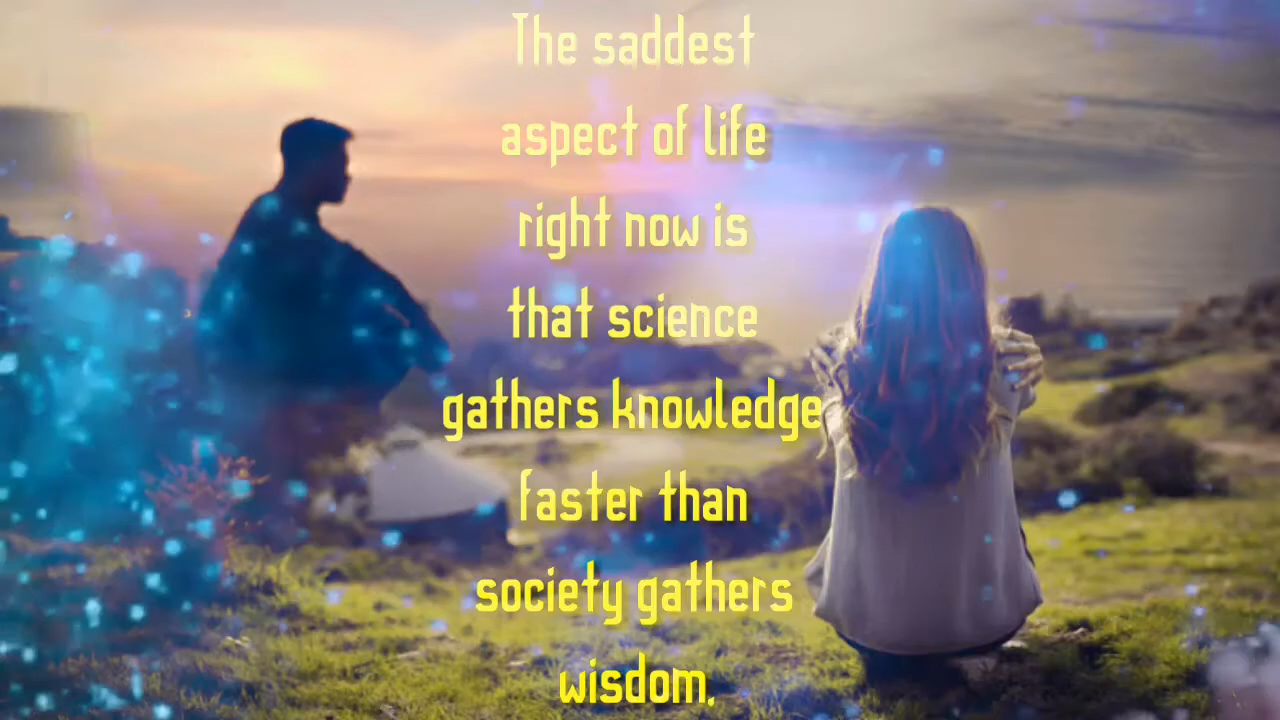 The saddest
aspect of life
right now is
that science
gathers knowledge
faster than
society gathers
wisdom.